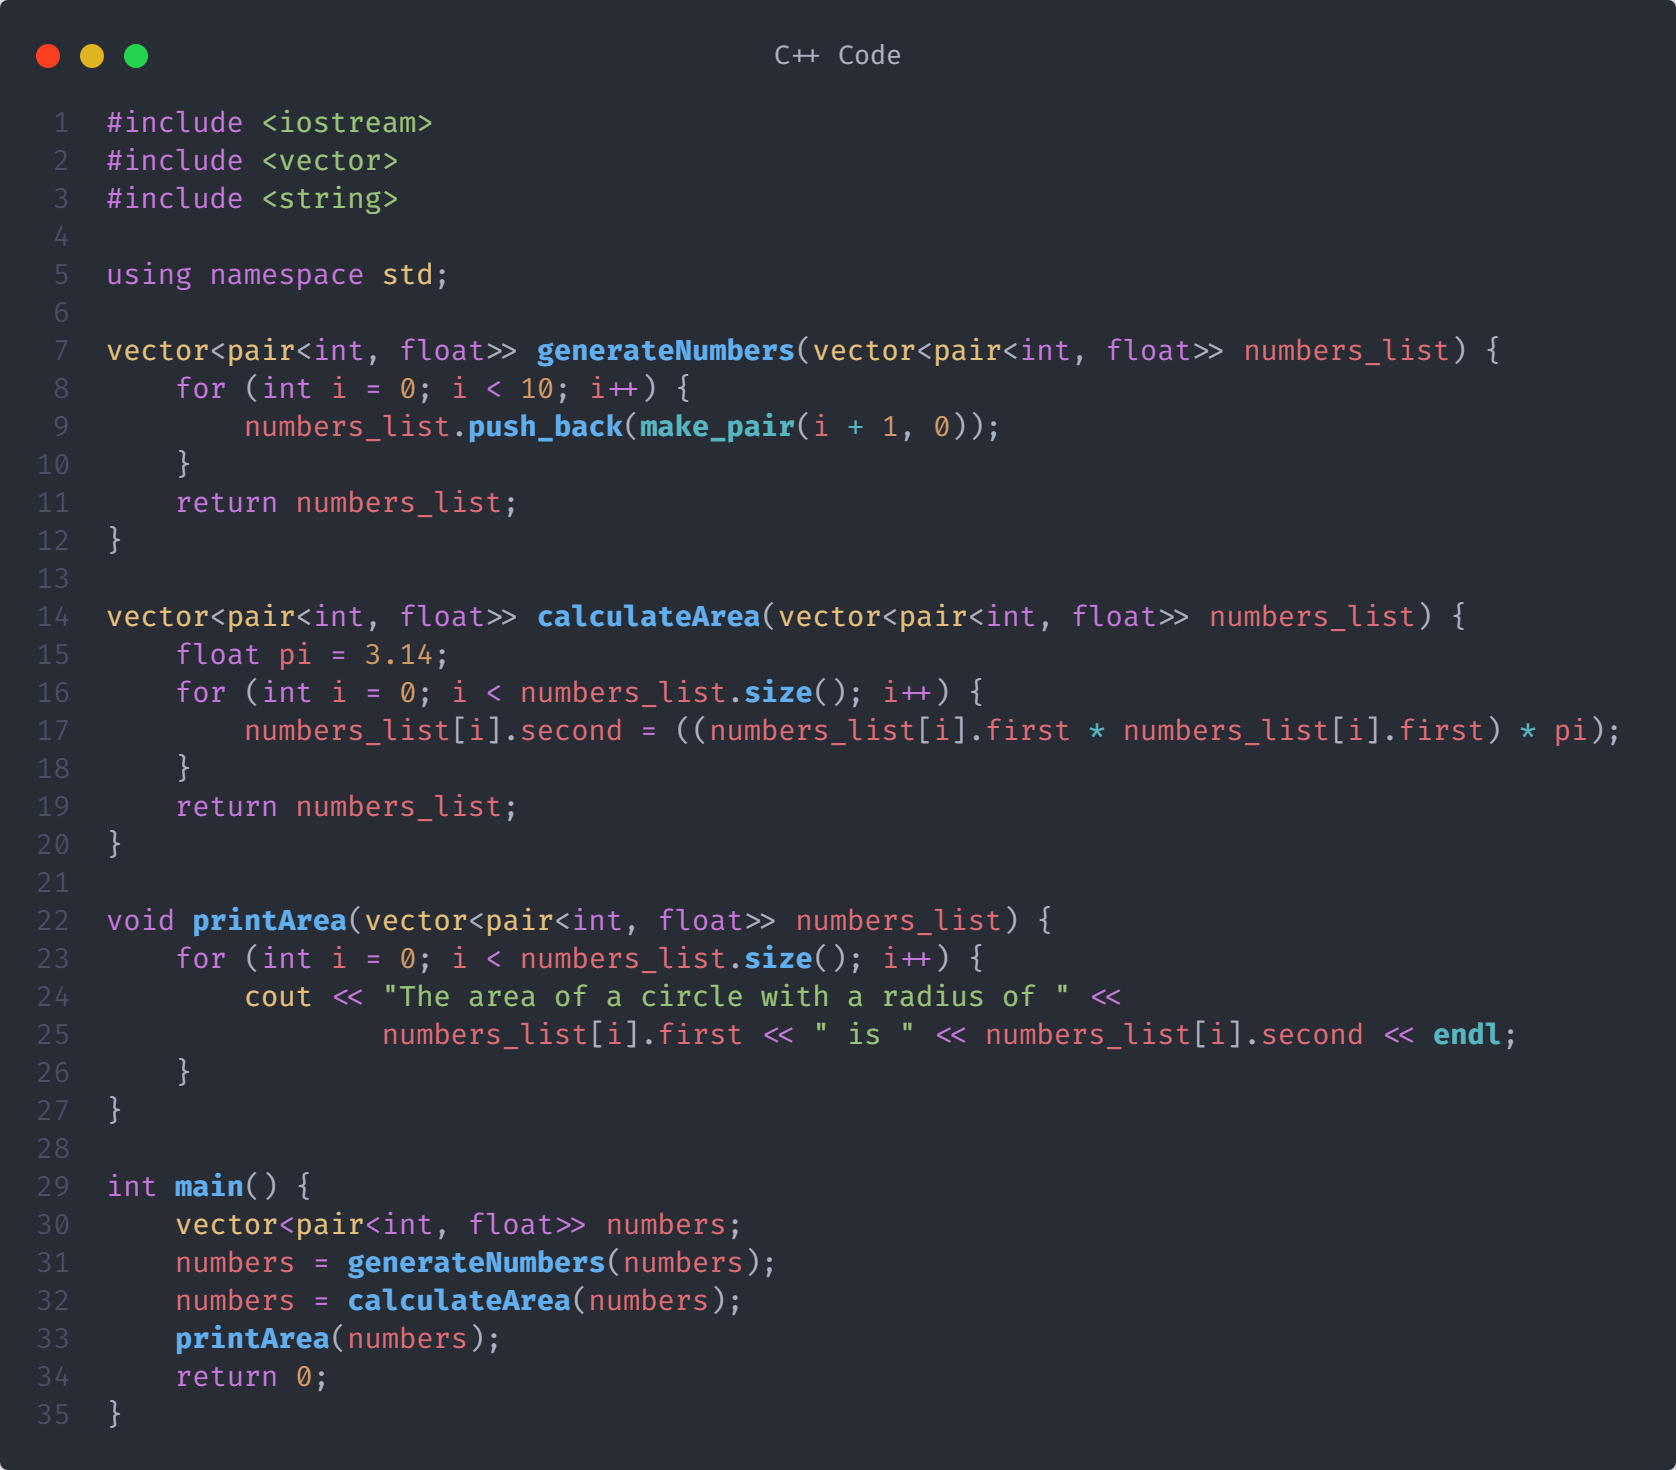 C++ Code
1 #include <iostream>
2 #include <vector>
3 #include <string>
4
5 using namespace std;
6
7 vector<pair<int, float>> generateNumbers(vector<pair<int, float>> numbers_list) {
8     for (int i = 0; i < 10; i++) {
9         numbers_list.push_back(make_pair(i + 1, 0));
10     }
11     return numbers_list;
12 }
13
14 vector<pair<int, float>> calculateArea(vector<pair<int, float>> numbers_list) {
15     float pi = 3.14;
16     for (int i = 0; i < numbers_list.size(); i++) {
17         numbers_list[i].second = ((numbers_list[i].first * numbers_list[i].first) * pi);
18     }
19     return numbers_list;
20 }
21
22 void printArea(vector<pair<int, float>> numbers_list) {
23     for (int i = 0; i < numbers_list.size(); i++) {
24         cout << "The area of a circle with a radius of " <<
25                 numbers_list[i].first << " is " << numbers_list[i].second << endl;
26     }
27 }
28
29 int main() {
30     vector<pair<int, float>> numbers;
31     numbers = generateNumbers(numbers);
32     numbers = calculateArea(numbers);
33     printArea(numbers);
34     return 0;
35 }